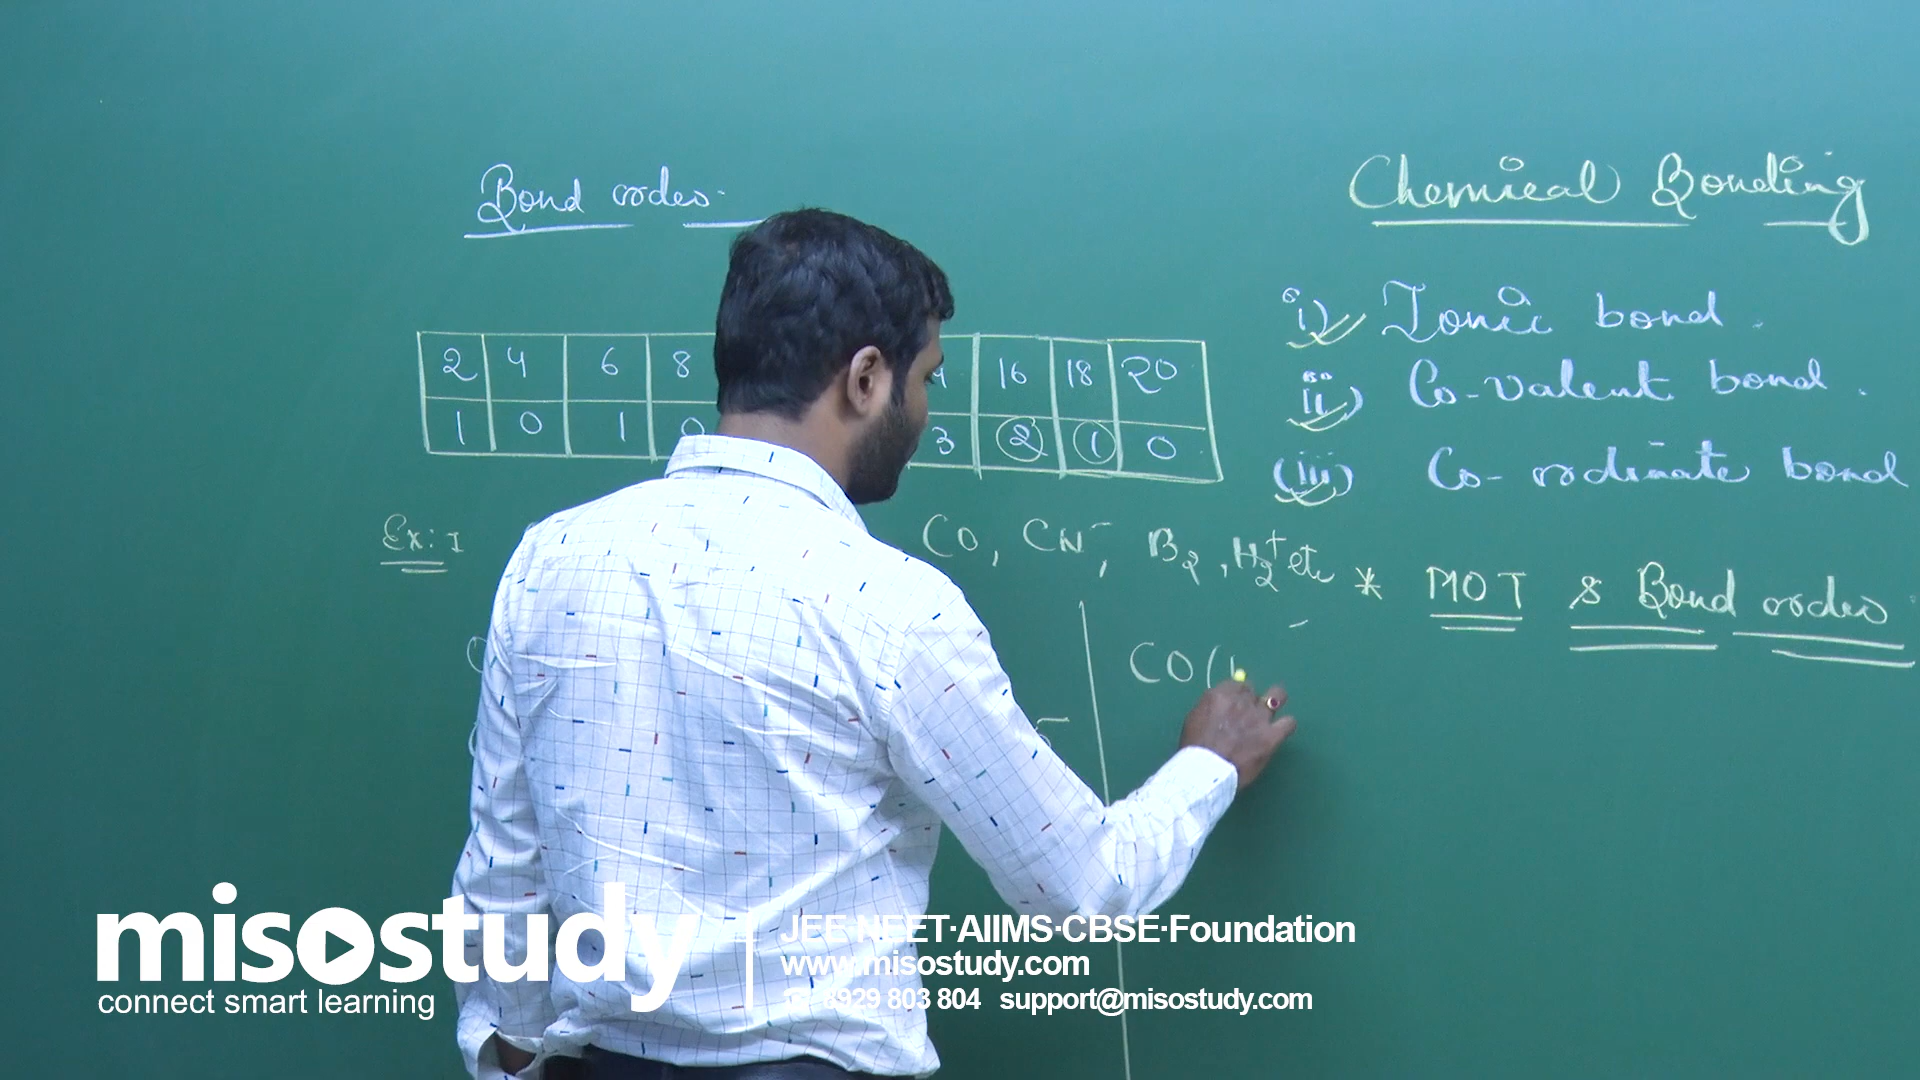 Bond order.
Chemical Bonding
i) Ionic bond.
ii) Co-valent bond.
(iii) Co-ordinate bond
* MOT & Bond order.
2 4 6 8 16 18 20
1 0 1 0 3 2 1 0
Ex: I CO, CN⁻, B₂, H₂⁺ etc
CO(
misostudy
connect smart learning
JEE·NEET·AIIMS·CBSE·Foundation
www.misostudy.com
8929 803 804 support@misostudy.com